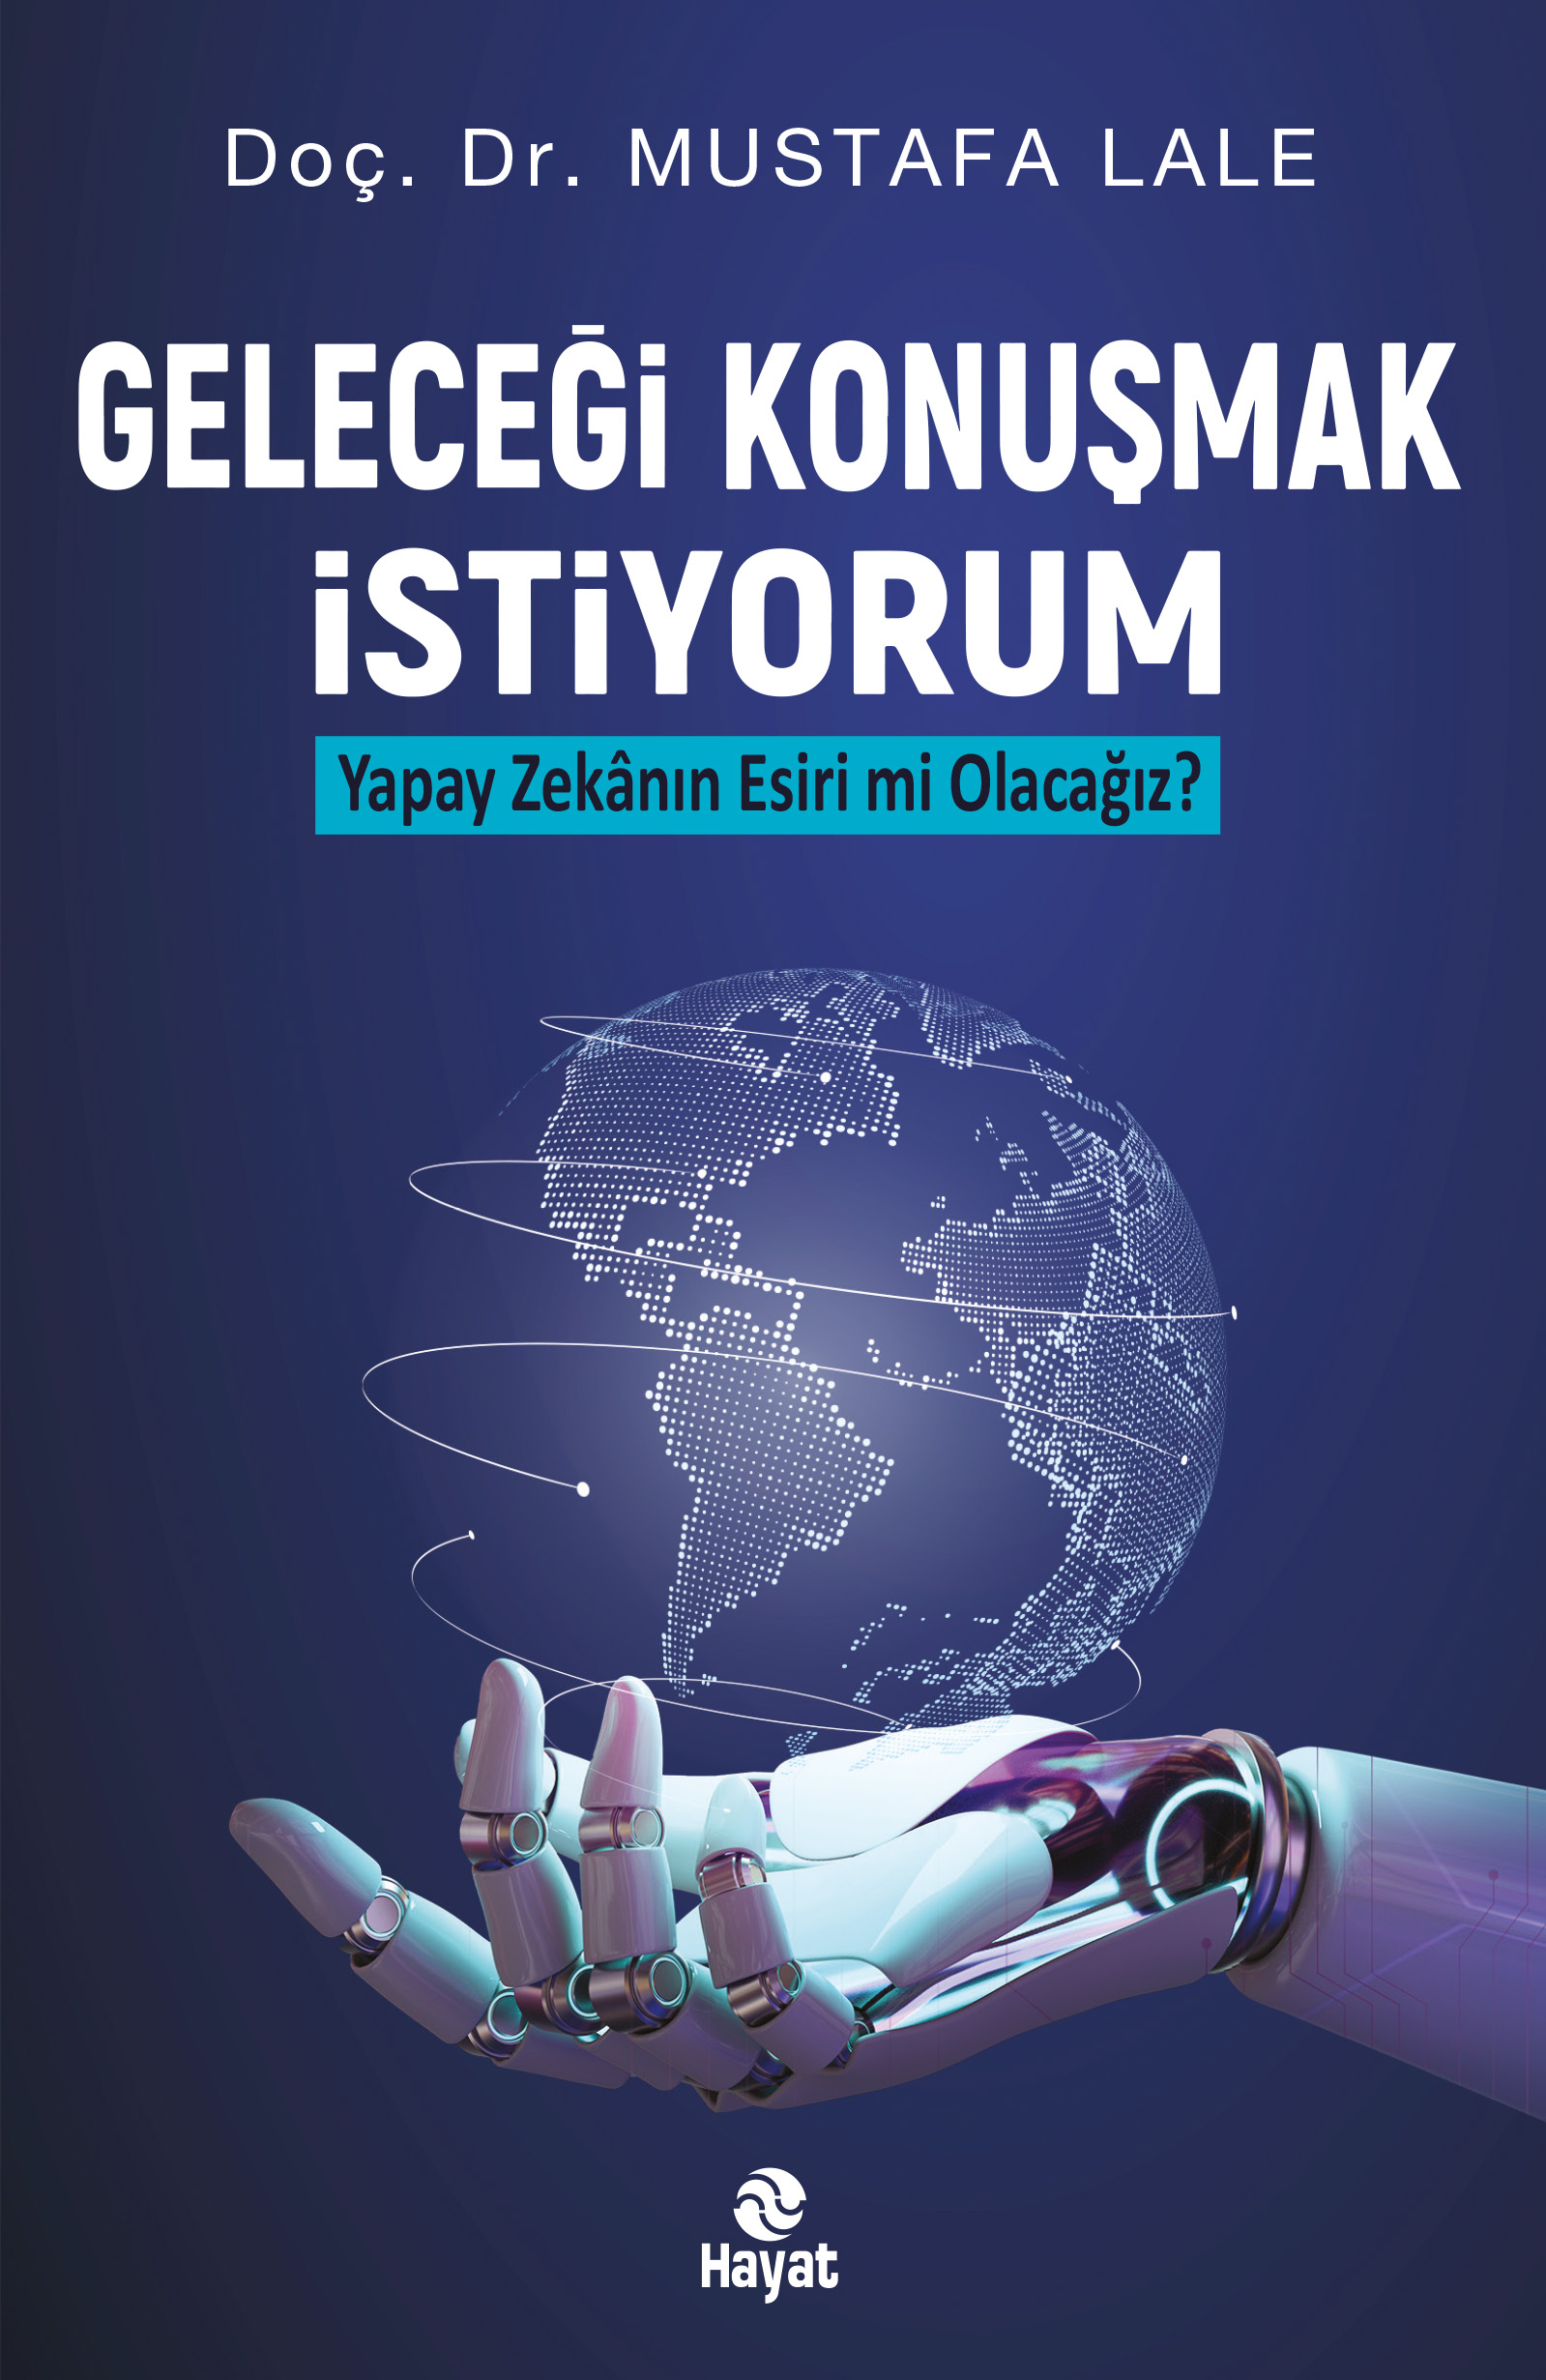 Doç. Dr. MUSTAFA LALE
GELECEĞİ KONUŞMAK
İSTİYORUM
Yapay Zekânın Esiri mi Olacağız?
Hayat